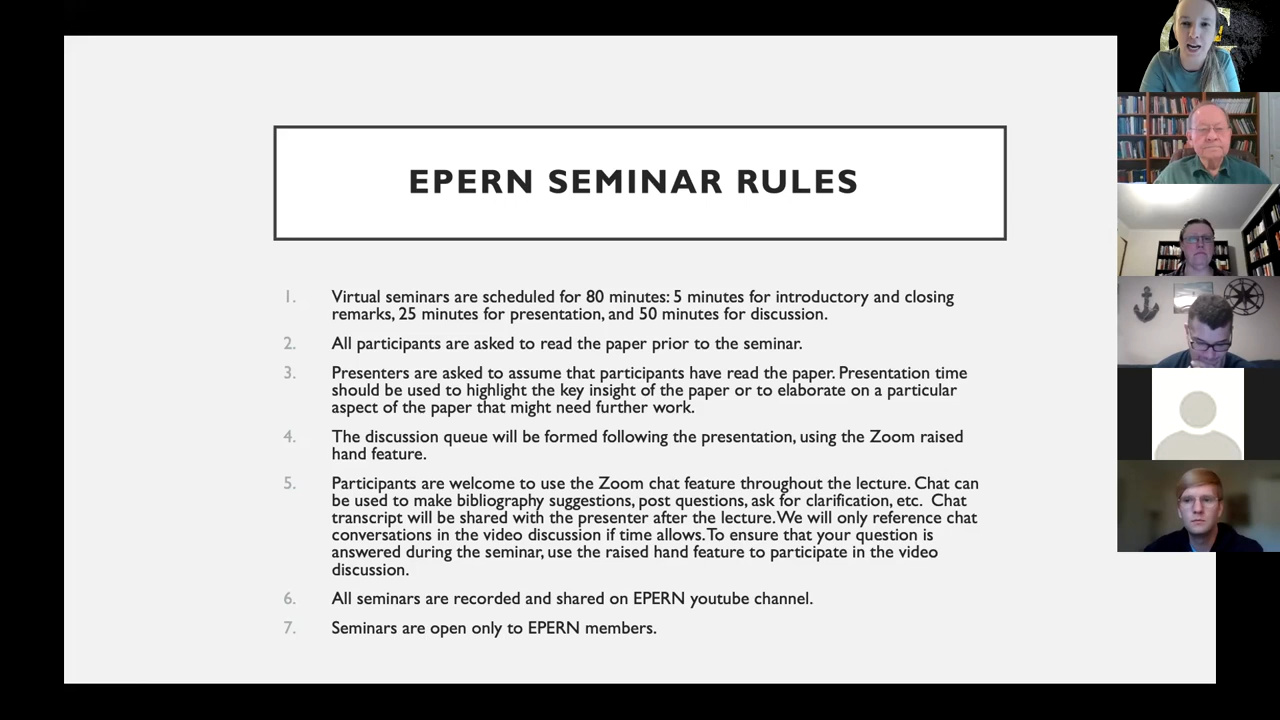 EPERN SEMINAR RULES
1. Virtual seminars are scheduled for 80 minutes: 5 minutes for introductory and closing
remarks, 25 minutes for presentation, and 50 minutes for discussion.
2. All participants are asked to read the paper prior to the seminar.
3. Presenters are asked to assume that participants have read the paper. Presentation time
should be used to highlight the key insight of the paper or to elaborate on a particular
aspect of the paper that might need further work.
4. The discussion queue will be formed following the presentation, using the Zoom raised
hand feature.
5. Participants are welcome to use the Zoom chat feature throughout the lecture. Chat can
be used to make bibliography suggestions, post questions, ask for clarification, etc.  Chat
transcript will be shared with the presenter after the lecture. We will only reference chat
conversations in the video discussion if time allows. To ensure that your question is
answered during the seminar, use the raised hand feature to participate in the video
discussion.
6. All seminars are recorded and shared on EPERN youtube channel.
7. Seminars are open only to EPERN members.